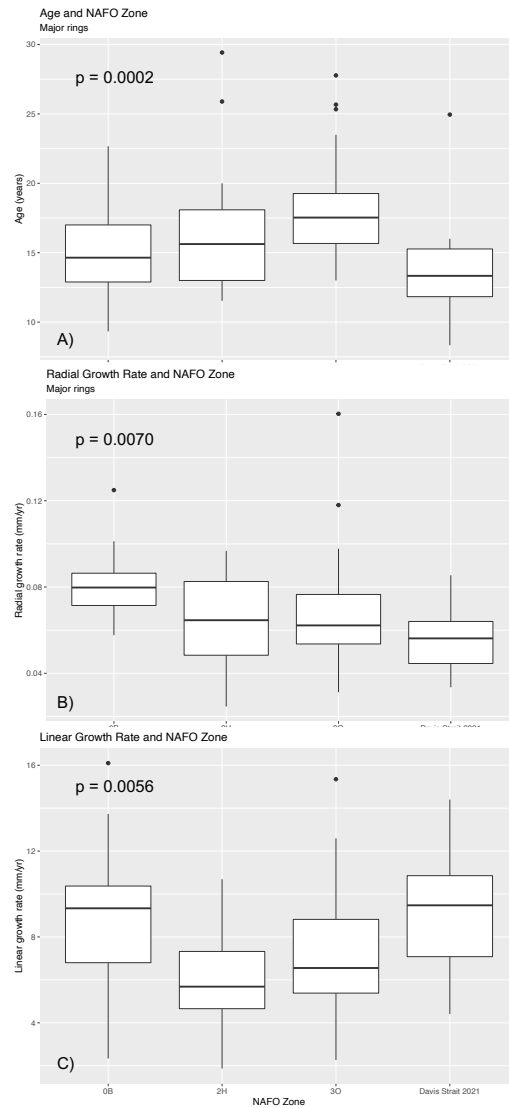 Age and NAFO Zone
Major rings
p = 0.0002
30
25
20
15
10
Age (years)
A)
Radial Growth Rate and NAFO Zone
Major rings
p = 0.0070
0.16
0.12
0.08
0.04
Radial growth rate (mm/yr)
B)
Linear Growth Rate and NAFO Zone
p = 0.0056
16
12
8
4
Linear growth rate (mm/yr)
C)
0B 2H 3O Davis Strait 2021
NAFO Zone